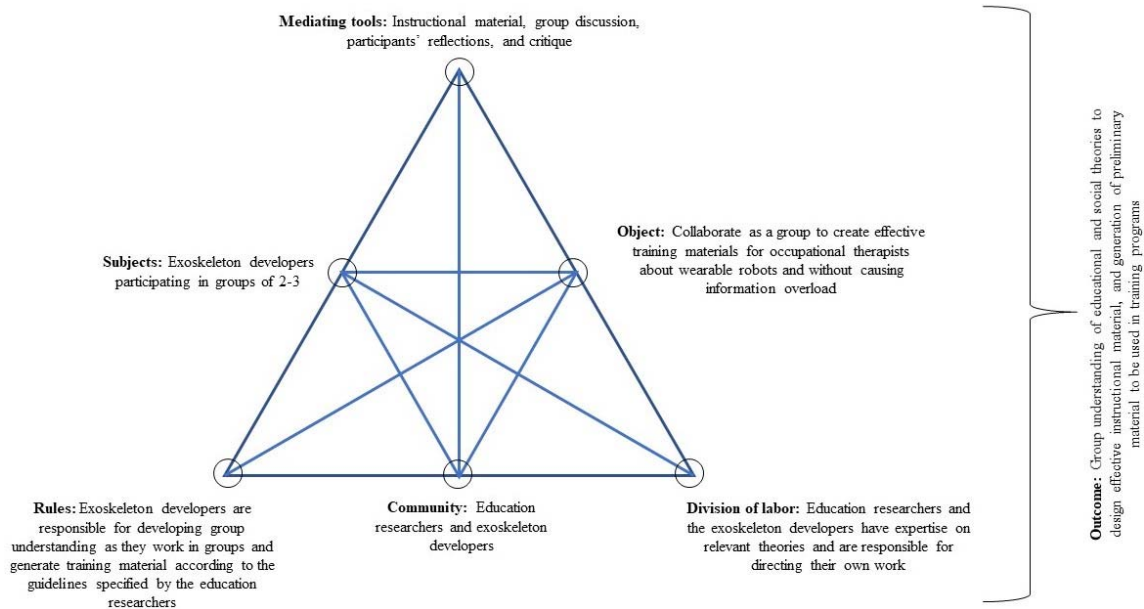 Mediating tools: Instructional material, group discussion,
participants' reflections, and critique
Subjects: Exoskeleton developers
participating in groups of 2-3
Object: Collaborate as a group to create effective
training materials for occupational therapists
about wearable robots and without causing
information overload
Rules: Exoskeleton developers are
responsible for developing group
understanding as they work in groups and
generate training material according to the
guidelines specified by the education
researchers
Community: Education
researchers and exoskeleton
developers
Division of labor: Education researchers and
the exoskeleton developers have expertise on
relevant theories and are responsible for
directing their own work
Outcome: Group understanding of educational and social theories to
design effective instructional material, and generation of preliminary
material to be used in training programs